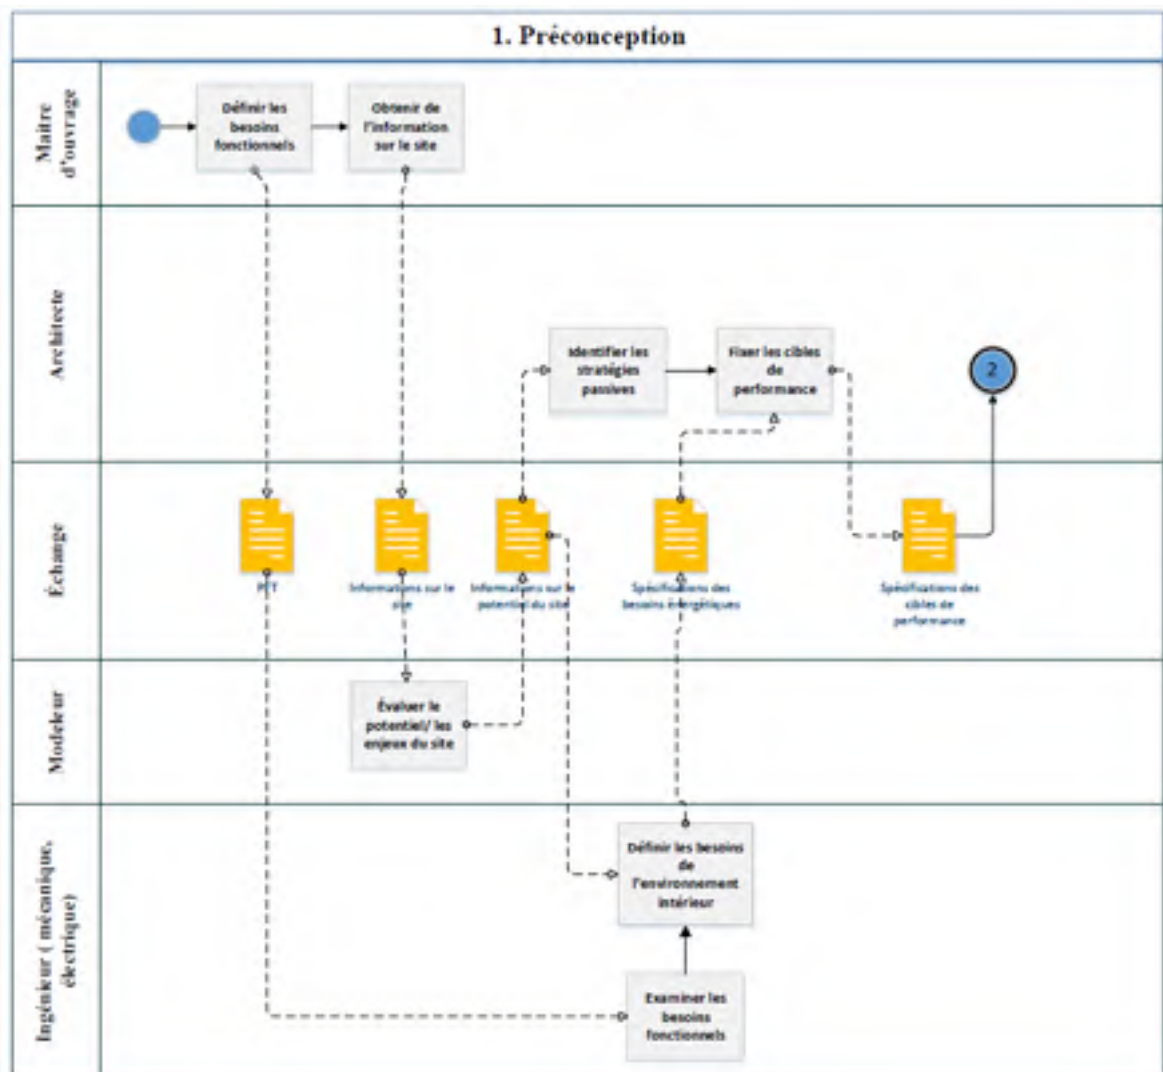 1. Préconception
Maitre
d'ouvrage
Définir les
besoins
fonctionnels
Obtenir de
l'information
sur le site
Architecte
Identifier les
stratégies
passives
Fixer les cibles
de
performance
2
Échange
PFT
Informations sur le
site
Informations sur le
potentiel du site
Spécifications des
besoins énergétiques
Spécifications des
cibles de
performance
Modeleur
Évaluer le
potentiel/ les
enjeux du site
Ingénieur ( mécanique,
électrique)
Définir les besoins
de
l'environnement
intérieur
Examiner les
besoins
fonctionnels